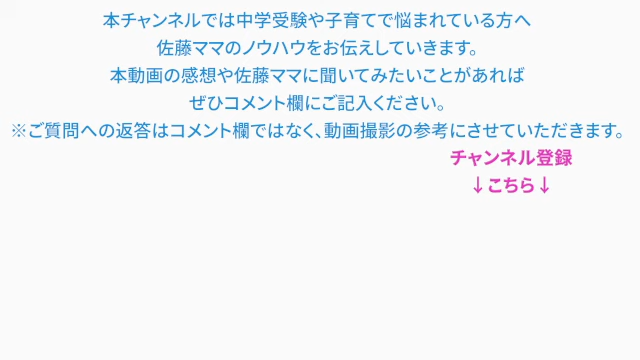 本チャンネルでは中学受験や子育てで悩まれている方へ
佐藤ママのノウハウをお伝えしていきます。
本動画の感想や佐藤ママに聞いてみたいことがあれば
ぜひコメント欄にご記入ください。
※ご質問への返答はコメント欄ではなく、動画撮影の参考にさせていただきます。
チャンネル登録
↓こちら↓